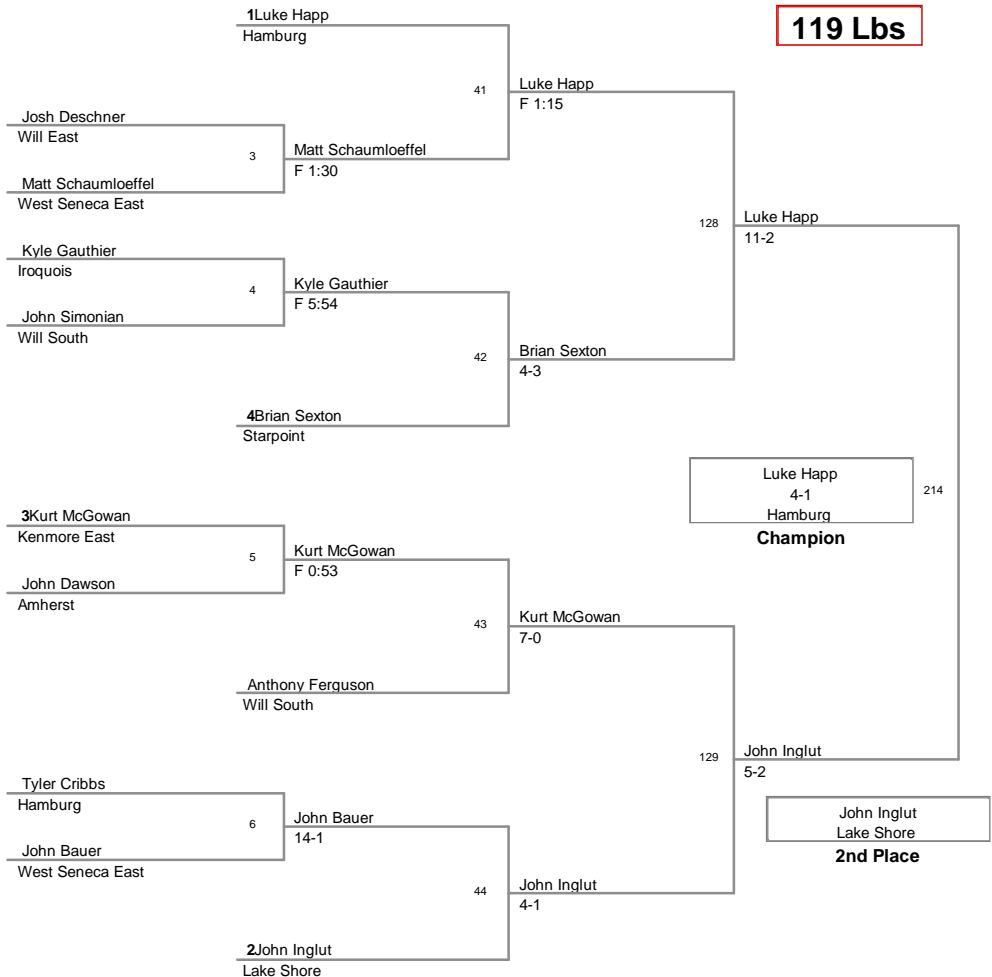 119 Lbs
1Luke Happ
Hamburg
41
Luke Happ
F 1:15
Josh Deschner
Will East
3
Matt Schaumloeffel
F 1:30
Matt Schaumloeffel
West Seneca East
128
Luke Happ
11-2
Kyle Gauthier
Iroquois
4
Kyle Gauthier
F 5:54
John Simonian
Will South
42
Brian Sexton
4-3
4Brian Sexton
Starpoint
Luke Happ
4-1
Hamburg
Champion
214
3Kurt McGowan
Kenmore East
5
Kurt McGowan
F 0:53
John Dawson
Amherst
43
Kurt McGowan
7-0
Anthony Ferguson
Will South
129
John Inglut
5-2
Tyler Cribbs
Hamburg
6
John Bauer
14-1
John Bauer
West Seneca East
John Inglut
Lake Shore
2nd Place
44
John Inglut
4-1
2John Inglut
Lake Shore